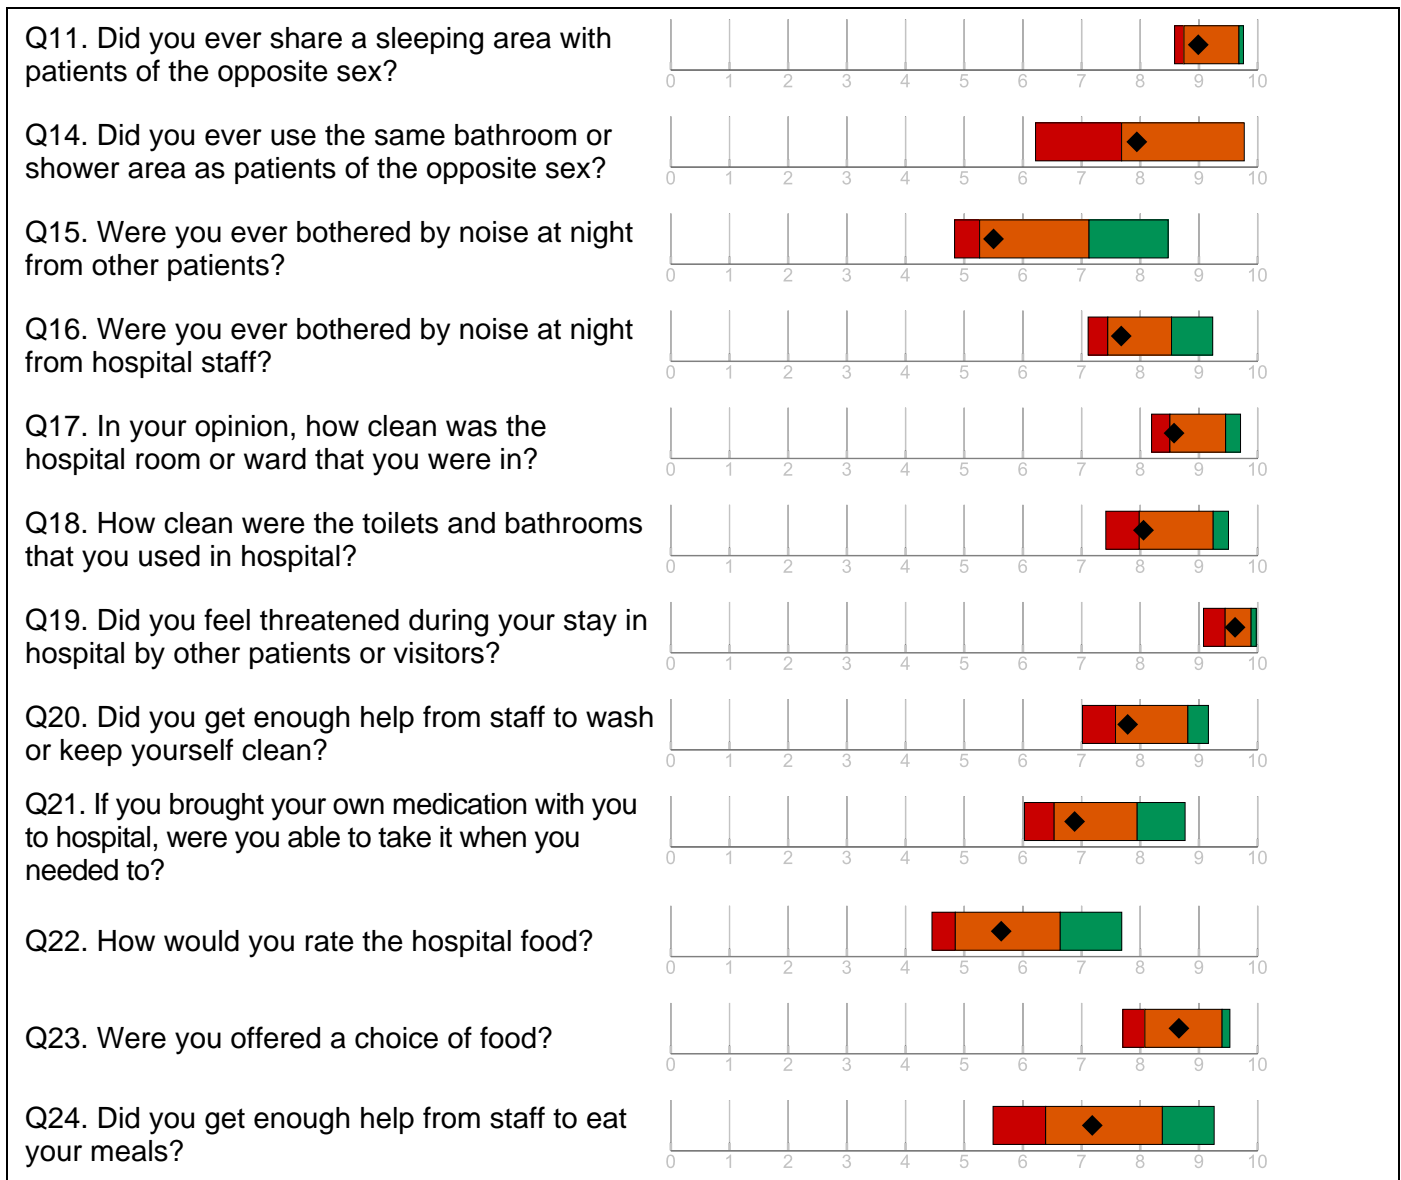 Q11. Did you ever share a sleeping area with
patients of the opposite sex?
0 1 2 3 4 5 6 7 8 9 10
Q14. Did you ever use the same bathroom or
shower area as patients of the opposite sex?
0 1 2 3 4 5 6 7 8 9 10
Q15. Were you ever bothered by noise at night
from other patients?
0 1 2 3 4 5 6 7 8 9 10
Q16. Were you ever bothered by noise at night
from hospital staff?
0 1 2 3 4 5 6 7 8 9 10
Q17. In your opinion, how clean was the
hospital room or ward that you were in?
0 1 2 3 4 5 6 7 8 9 10
Q18. How clean were the toilets and bathrooms
that you used in hospital?
0 1 2 3 4 5 6 7 8 9 10
Q19. Did you feel threatened during your stay in
hospital by other patients or visitors?
0 1 2 3 4 5 6 7 8 9 10
Q20. Did you get enough help from staff to wash
or keep yourself clean?
0 1 2 3 4 5 6 7 8 9 10
Q21. If you brought your own medication with you
to hospital, were you able to take it when you
needed to?
0 1 2 3 4 5 6 7 8 9 10
Q22. How would you rate the hospital food?
0 1 2 3 4 5 6 7 8 9 10
Q23. Were you offered a choice of food?
0 1 2 3 4 5 6 7 8 9 10
Q24. Did you get enough help from staff to eat
your meals?
0 1 2 3 4 5 6 7 8 9 10